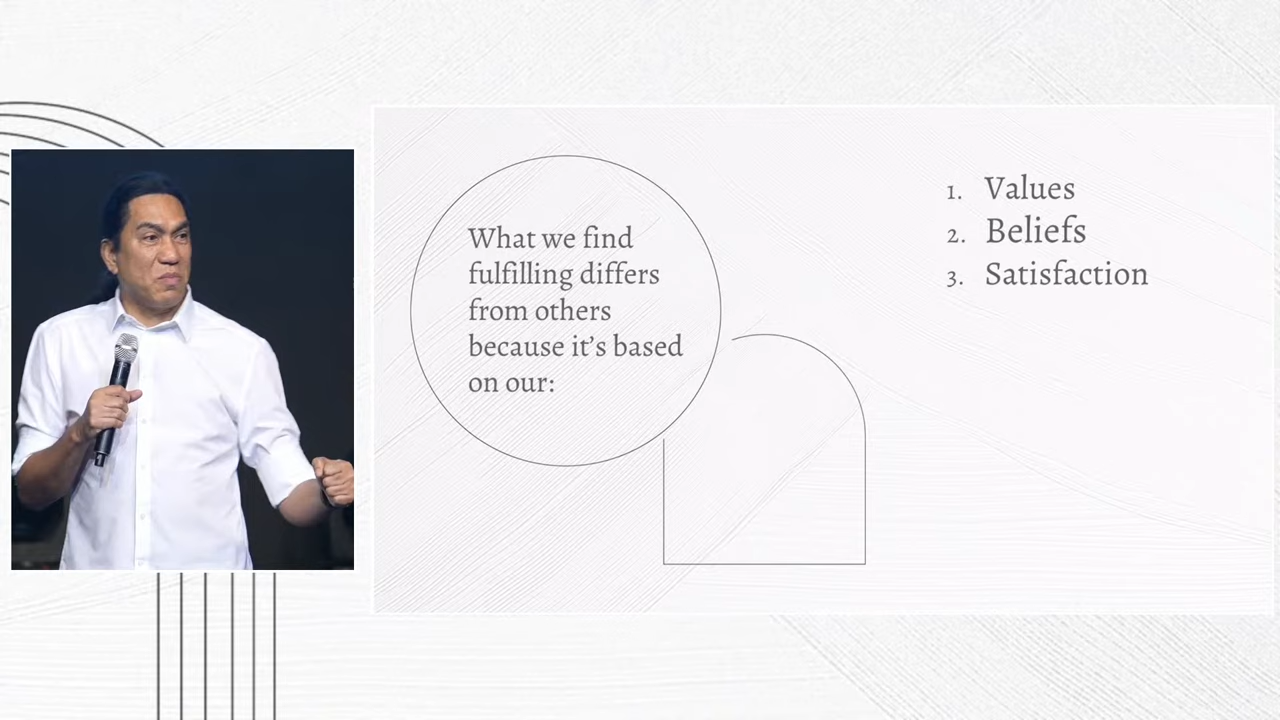 What we find
fulfilling differs
from others
because it’s based
on our:
1. Values
2. Beliefs
3. Satisfaction